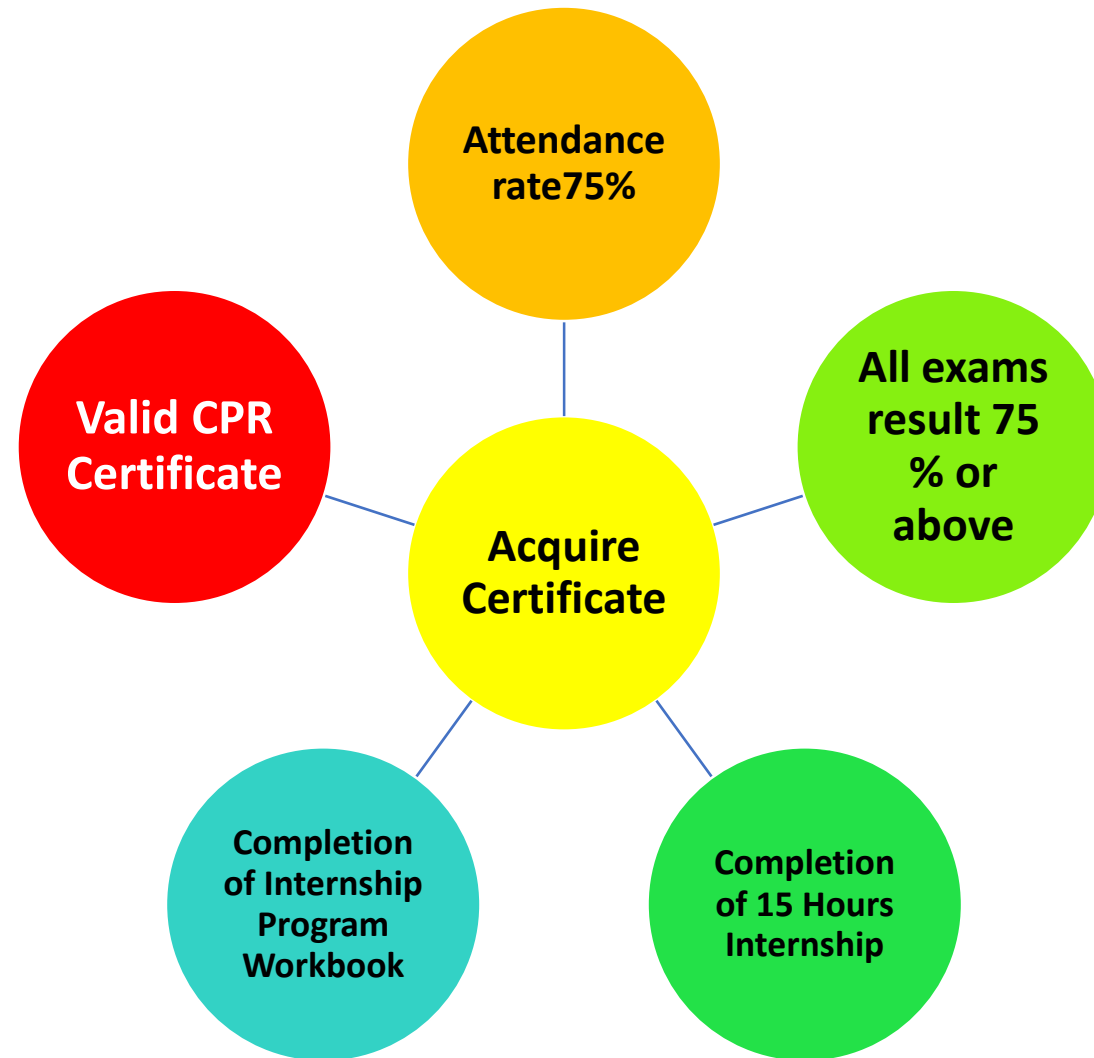 Attendance
rate75%
All exams
result 75
% or
above
Valid CPR
Certificate
Acquire
Certificate
Completion
of Internship
Program
Workbook
Completion
of 15 Hours
Internship